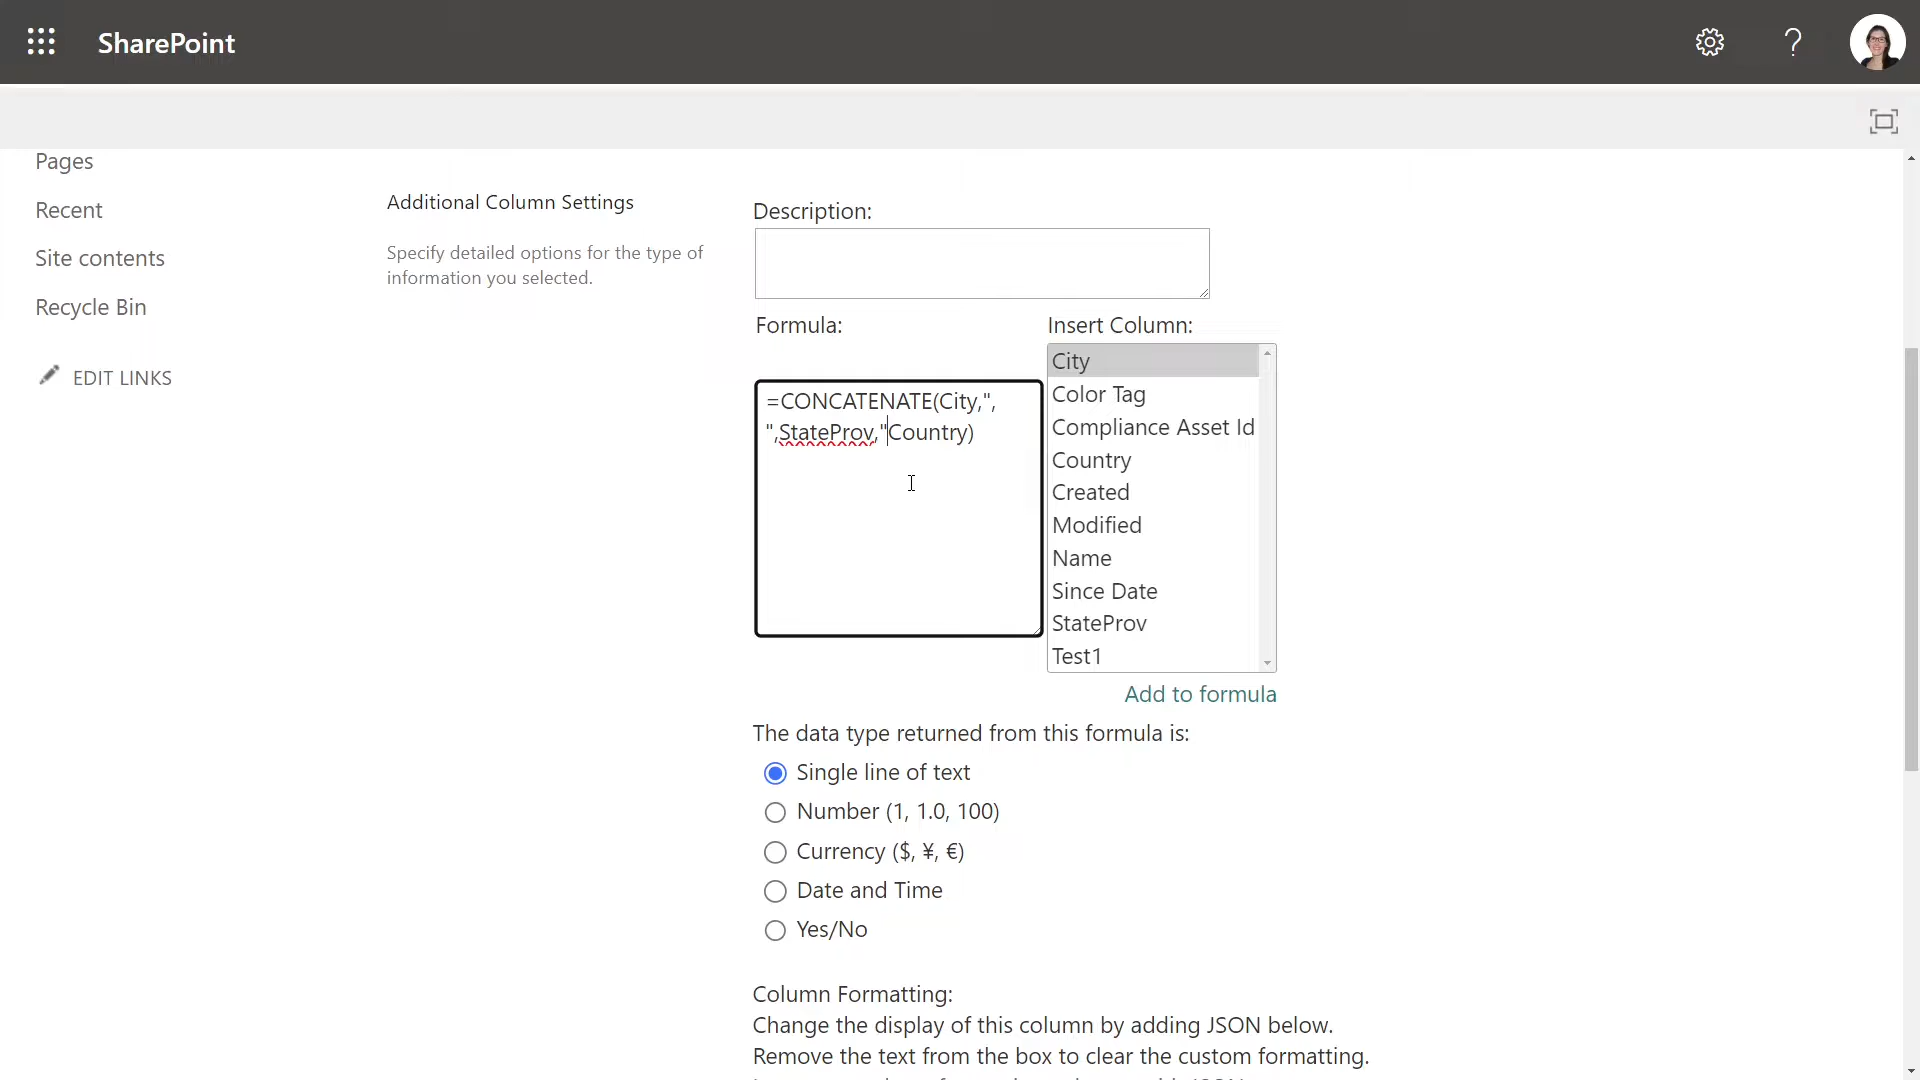 SharePoint
Pages
Recent
Site contents
Recycle Bin
EDIT LINKS
Additional Column Settings
Specify detailed options for the type of
information you selected.
Description:
Formula:
=CONCATENATE(City,",
",StateProv,"Country)
Insert Column:
City
Color Tag
Compliance Asset Id
Country
Created
Modified
Name
Since Date
StateProv
Test1
Add to formula
The data type returned from this formula is:
Single line of text
Number (1, 1.0, 100)
Currency ($, ¥, €)
Date and Time
Yes/No
Column Formatting:
Change the display of this column by adding JSON below.
Remove the text from the box to clear the custom formatting.